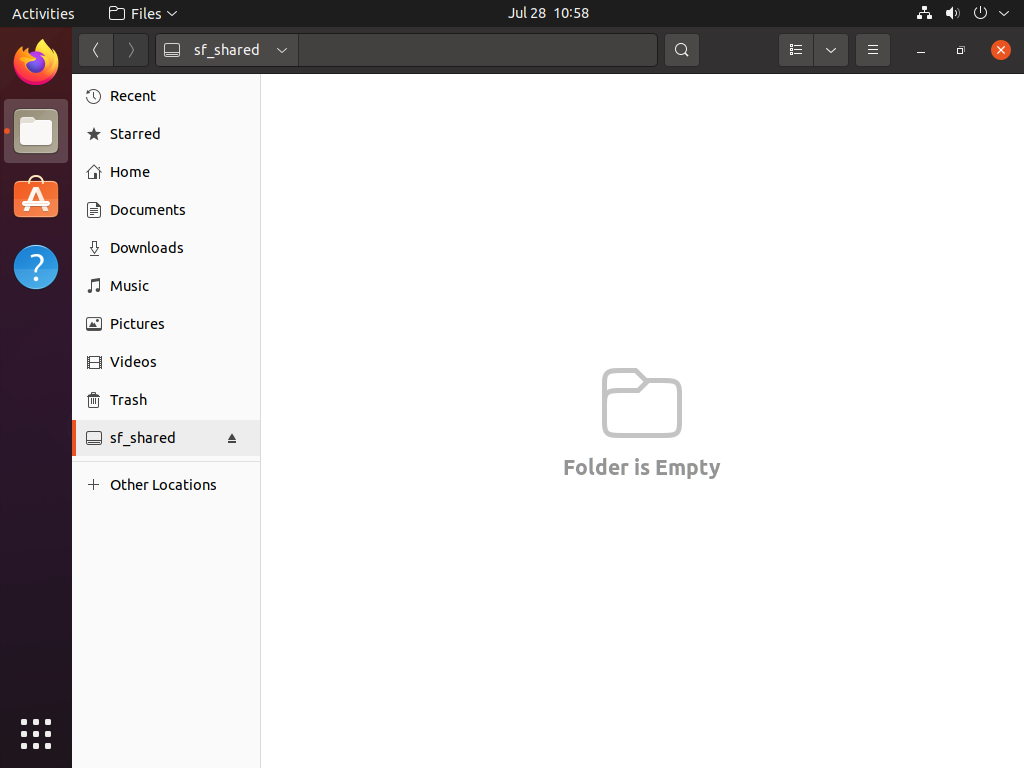 Activities Files Jul 28 10:58
sf_shared
Recent
Starred
Home
Documents
Downloads
Music
Pictures
Videos
Trash
sf_shared
Other Locations
Folder is Empty